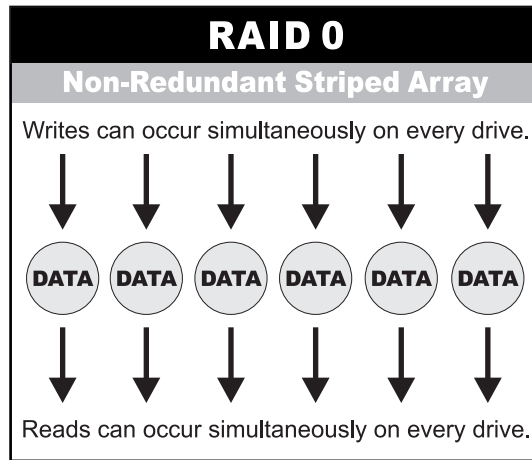 RAID 0
Non-Redundant Striped Array
Writes can occur simultaneously on every drive.
DATA DATA DATA DATA DATA DATA
Reads can occur simultaneously on every drive.